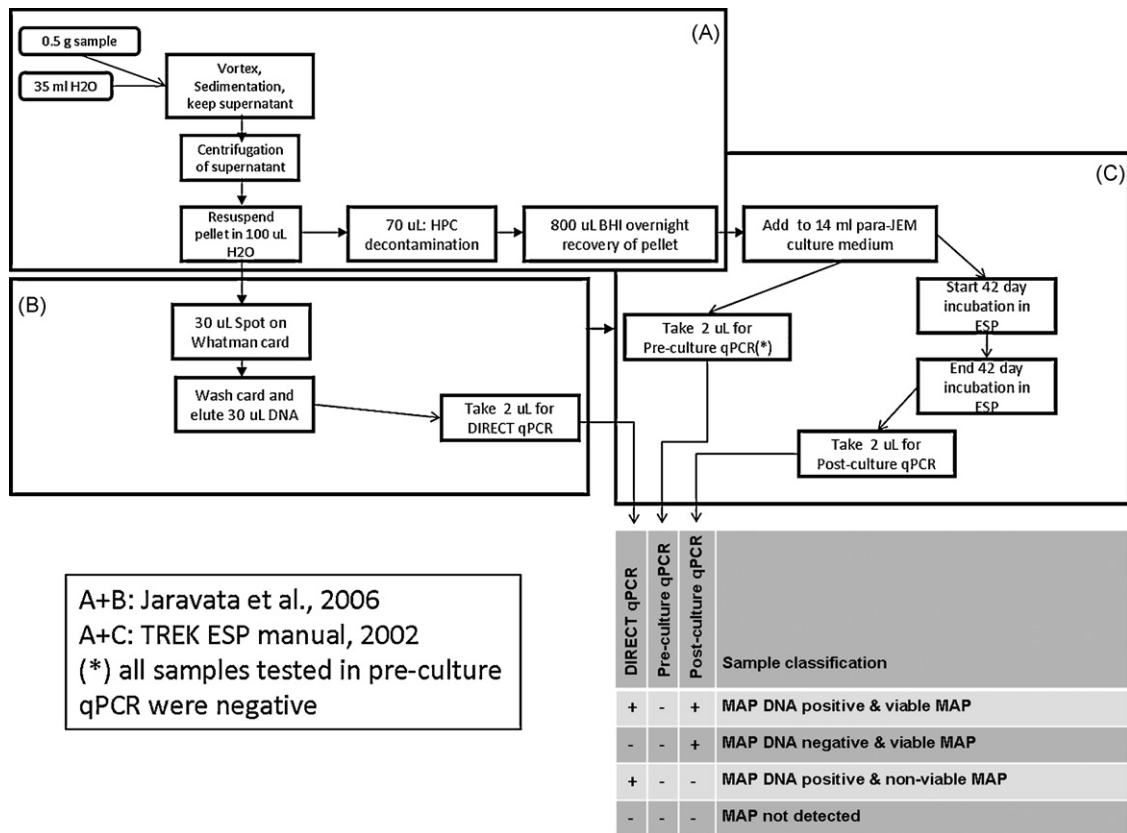 (A)
0.5 g sample
35 ml H2O
Vortex,
Sedimentation,
keep supernatant
Centrifugation
of supernatant
Resuspend
pellet in 100 uL
H2O
70 uL: HPC
decontamination
800 uL BHI overnight
recovery of pellet
(C)
Add to 14 ml para-JEM
culture medium
Take 2 uL for
Pre-culture qPCR(*)
Start 42 day
incubation in
ESP
End 42 day
incubation in
ESP
Take 2 uL for
Post-culture qPCR
(B)
30 uL Spot on
Whatman card
Wash card and
elute 30 uL DNA
Take 2 uL for
DIRECT qPCR
A+B: Jaravata et al., 2006
A+C: TREK ESP manual, 2002
(*) all samples tested in pre-culture
qPCR were negative
DIRECT qPCR
Pre-culture qPCR
Post-culture qPCR
Sample classification
+ - + MAP DNA positive & viable MAP
- - + MAP DNA negative & viable MAP
+ - - MAP DNA positive & non-viable MAP
- - - MAP not detected